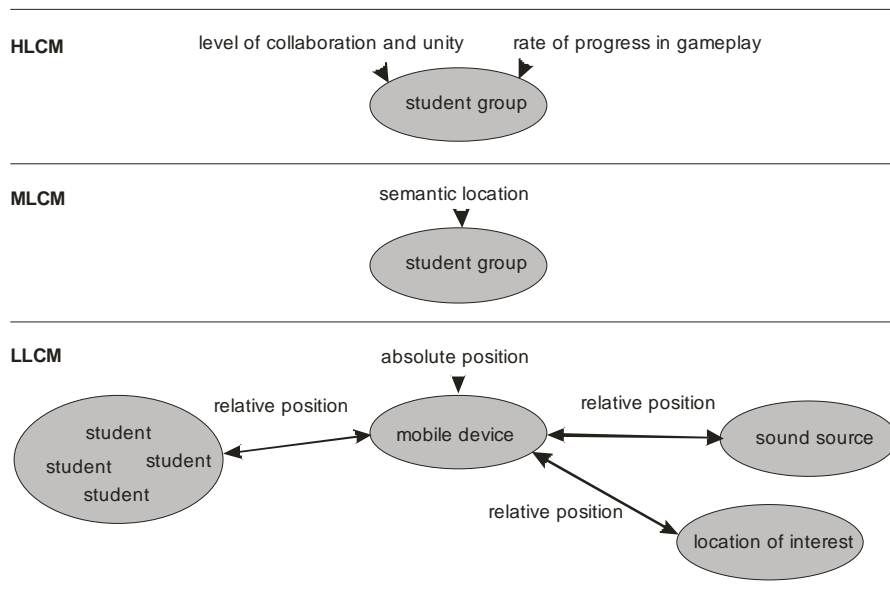 HLCM
level of collaboration and unity
rate of progress in gameplay
student group
MLCM
semantic location
student group
LLCM
absolute position
relative position
relative position
mobile device
student
student
student
student
sound source
relative position
location of interest